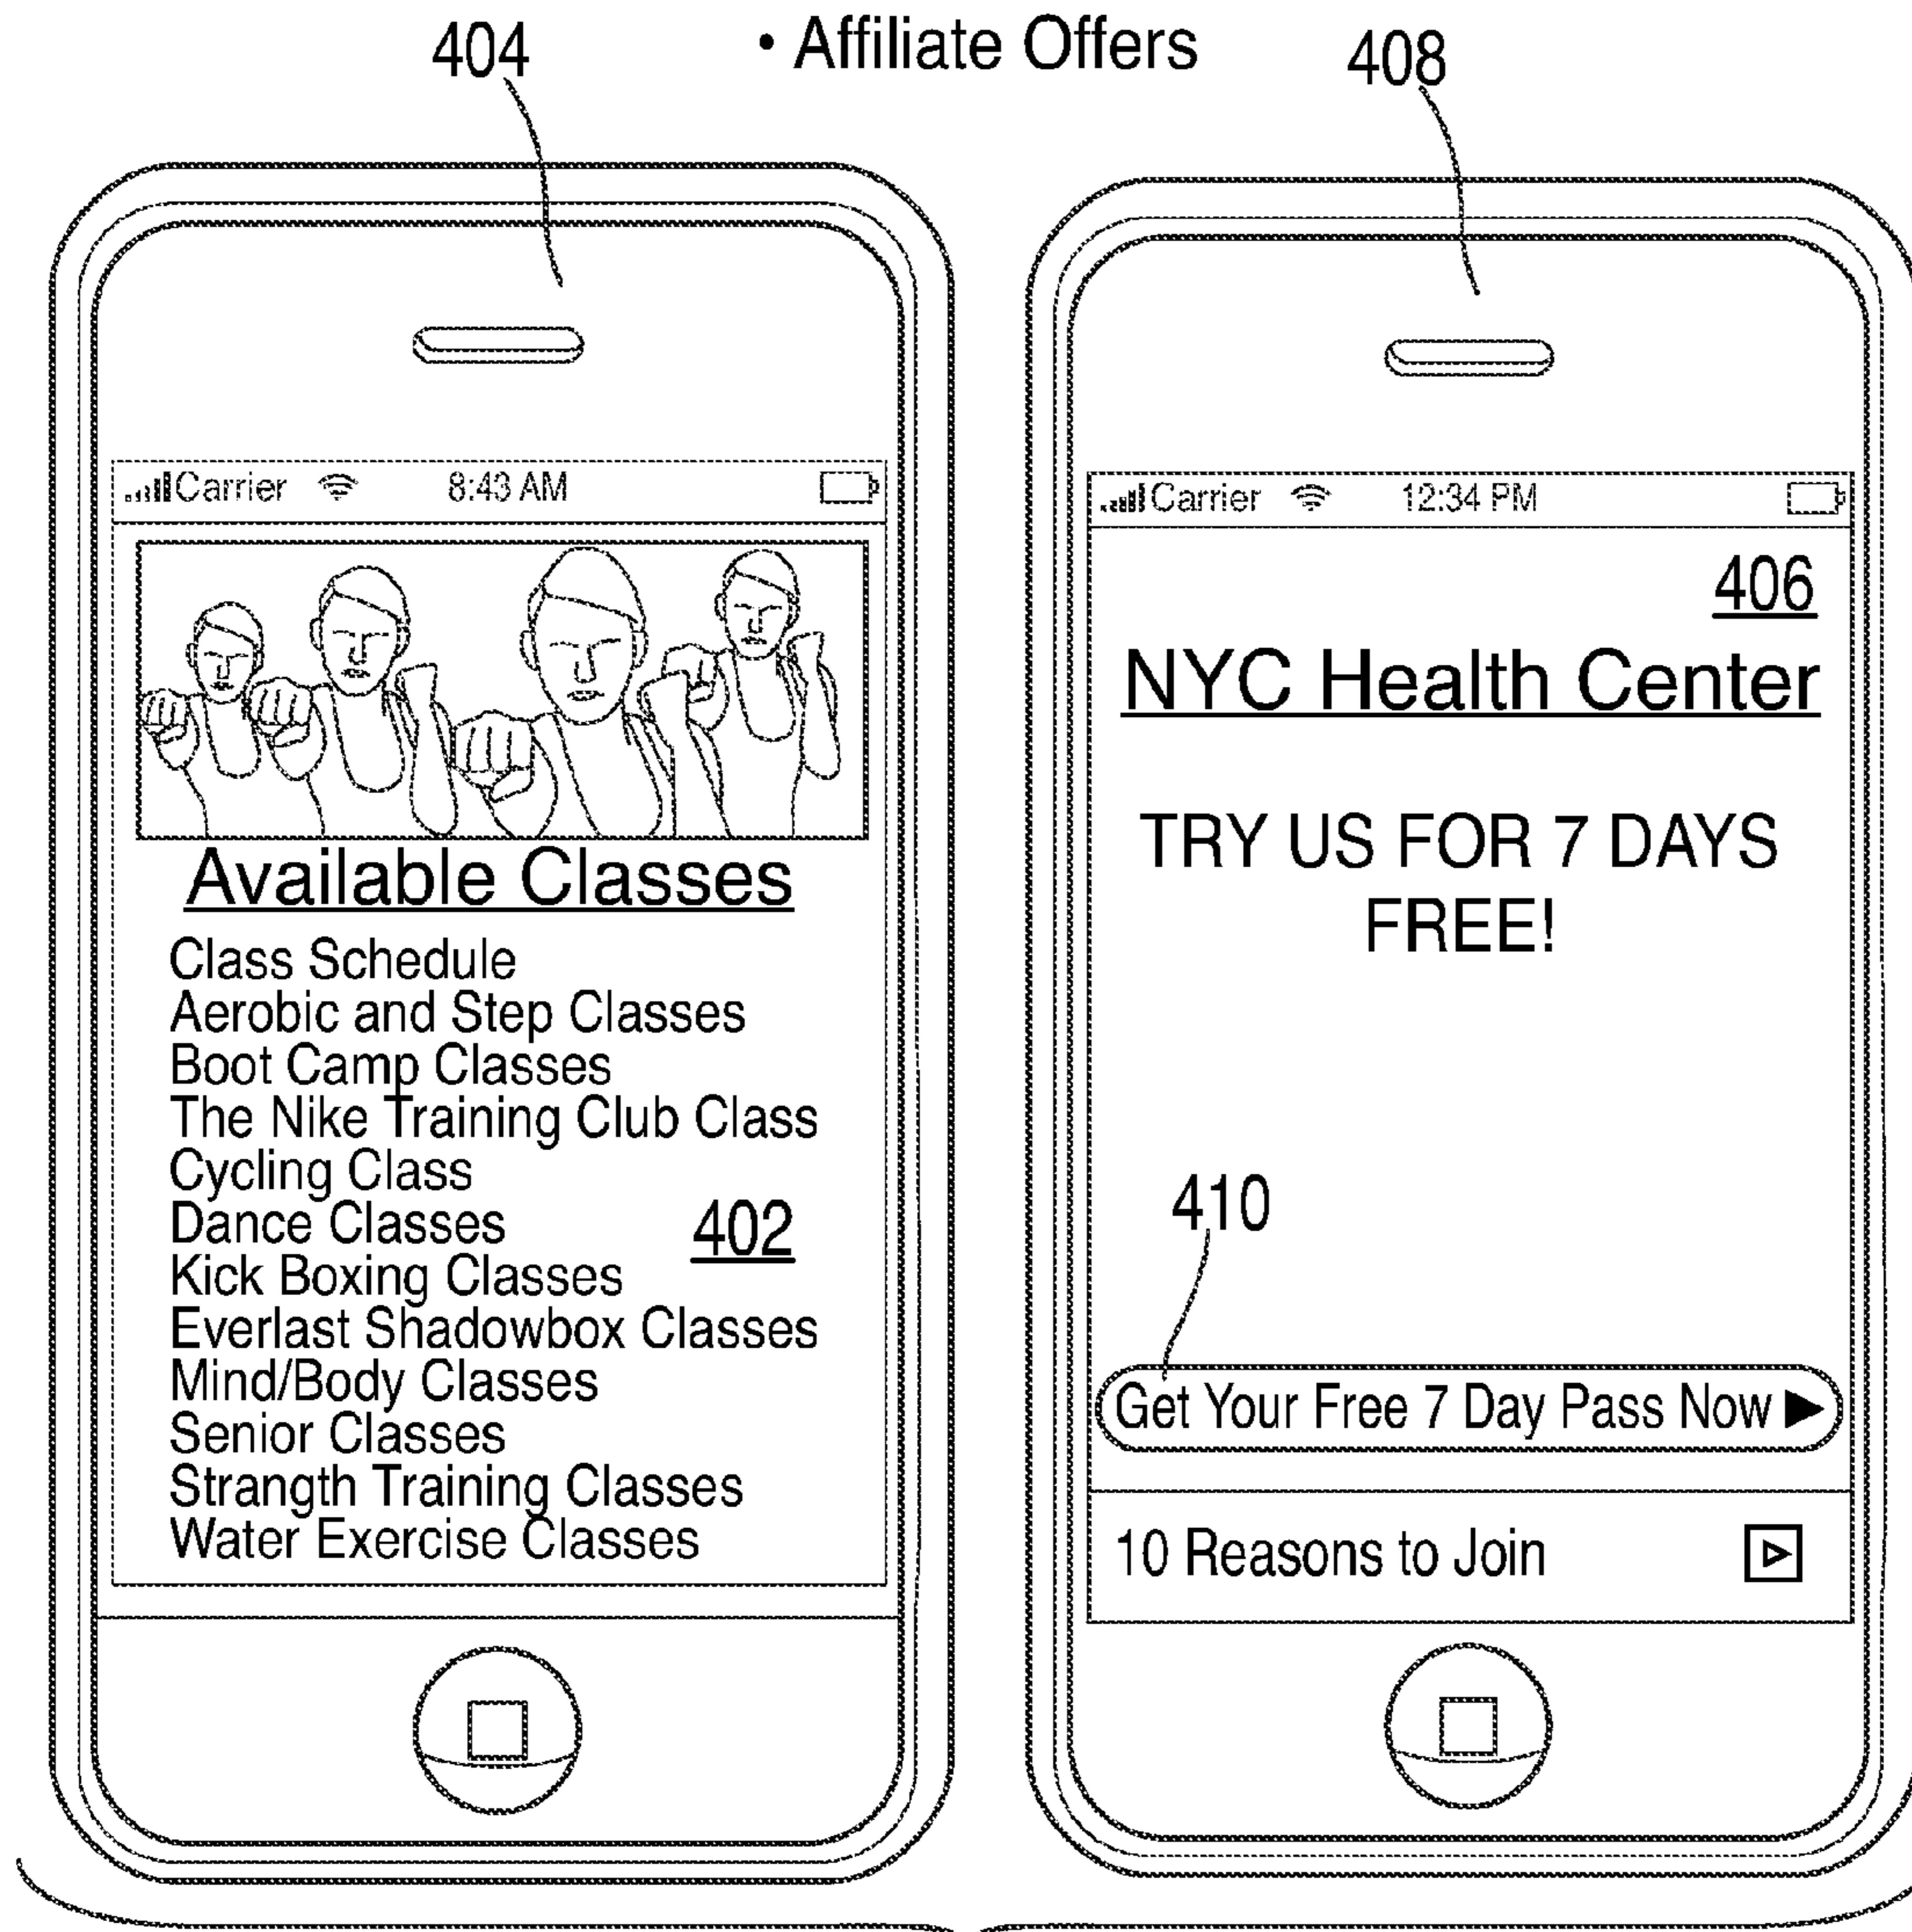 • Affiliate Offers
404
408
Carrier 8:43 AM
Available Classes
Class Schedule
Aerobic and Step Classes
Boot Camp Classes
The Nike Training Club Class
Cycling Class
Dance Classes
402
Kick Boxing Classes
Everlast Shadowbox Classes
Mind/Body Classes
Senior Classes
Strangth Training Classes
Water Exercise Classes
Carrier 12:34 PM
406
NYC Health Center
TRY US FOR 7 DAYS
FREE!
410
Get Your Free 7 Day Pass Now
10 Reasons to Join